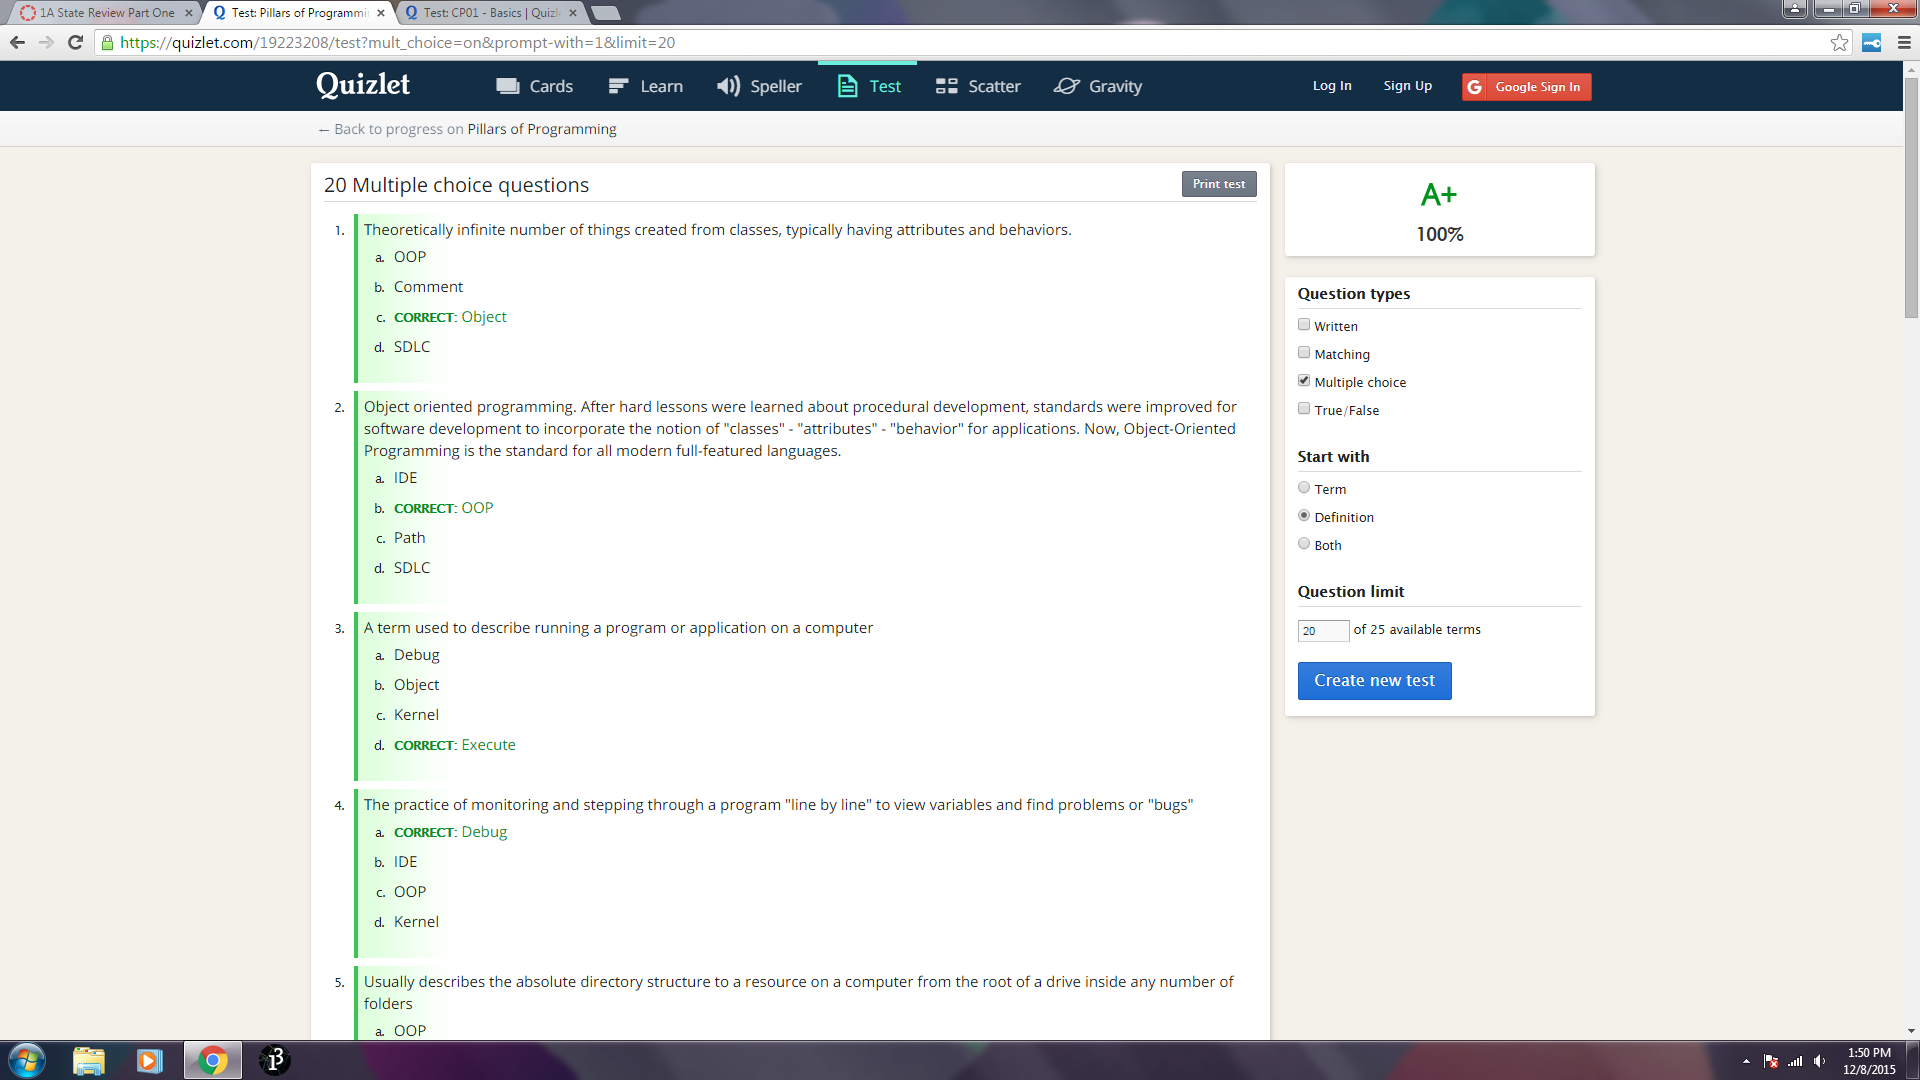 1A State Review Part One
Test: Pillars of Programmi
Test: CP01 - Basics | Quizl
https://quizlet.com/19223208/test?mult_choice=on&prompt-with=1&limit=20
Quizlet
Cards
Learn
Speller
Test
Scatter
Gravity
Log In
Sign Up
G Google Sign In
← Back to progress on Pillars of Programming
20 Multiple choice questions
Print test
1. Theoretically infinite number of things created from classes, typically having attributes and behaviors.
a. OOP
b. Comment
c. CORRECT: Object
d. SDLC
2. Object oriented programming. After hard lessons were learned about procedural development, standards were improved for
software development to incorporate the notion of "classes" - "attributes" - "behavior" for applications. Now, Object-Oriented
Programming is the standard for all modern full-featured languages.
a. IDE
b. CORRECT: OOP
c. Path
d. SDLC
3. A term used to describe running a program or application on a computer
a. Debug
b. Object
c. Kernel
d. CORRECT: Execute
4. The practice of monitoring and stepping through a program "line by line" to view variables and find problems or "bugs"
a. CORRECT: Debug
b. IDE
c. OOP
d. Kernel
5. Usually describes the absolute directory structure to a resource on a computer from the root of a drive inside any number of
folders
a. OOP
A+
100%
Question types
Written
Matching
Multiple choice
True/False
Start with
Term
Definition
Both
Question limit
20 of 25 available terms
Create new test
1:50 PM
12/8/2015